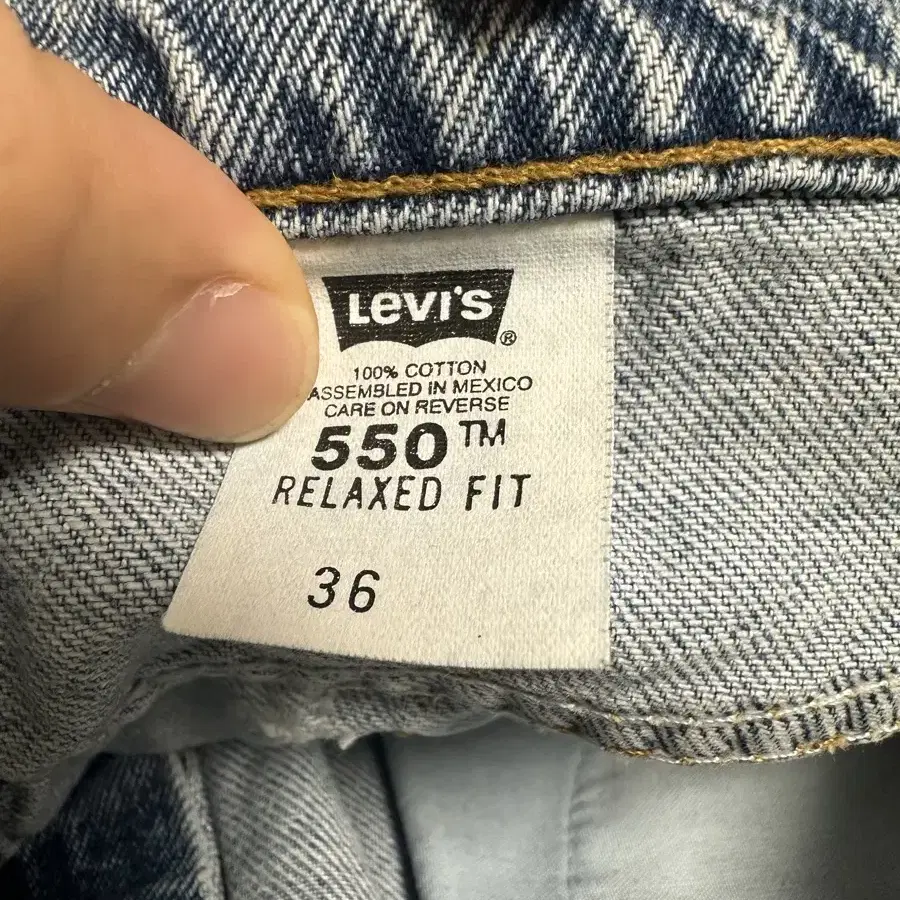 LEVI'S ®
100% COTTON
ASSEMBLED IN MEXICO
CARE ON REVERSE
550™
RELAXED FIT
36